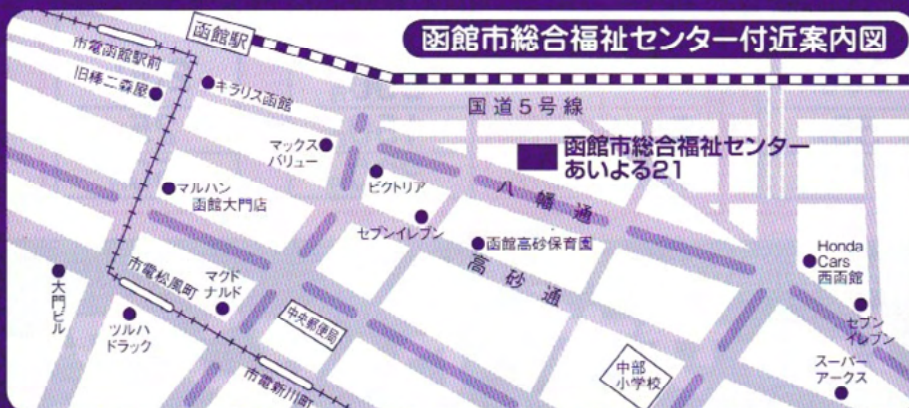 函館市総合福祉センター付近案内図
函館駅
市電函館駅前
旧棒二森屋
キラリス函館
国道5号線
マックス
バリュー
函館市総合福祉センター
あいよる21
ビクトリア
八幡通
マルハン
函館大門店
セブンイレブン
函館高砂保育園
高砂通
Honda
Cars
西函館
市電松風町
マクド
ナルド
大門ビル
ツルハ
ドラック
中央郵便局
セブン
イレブン
市電新川町
中部
小学校
スーパー
アークス